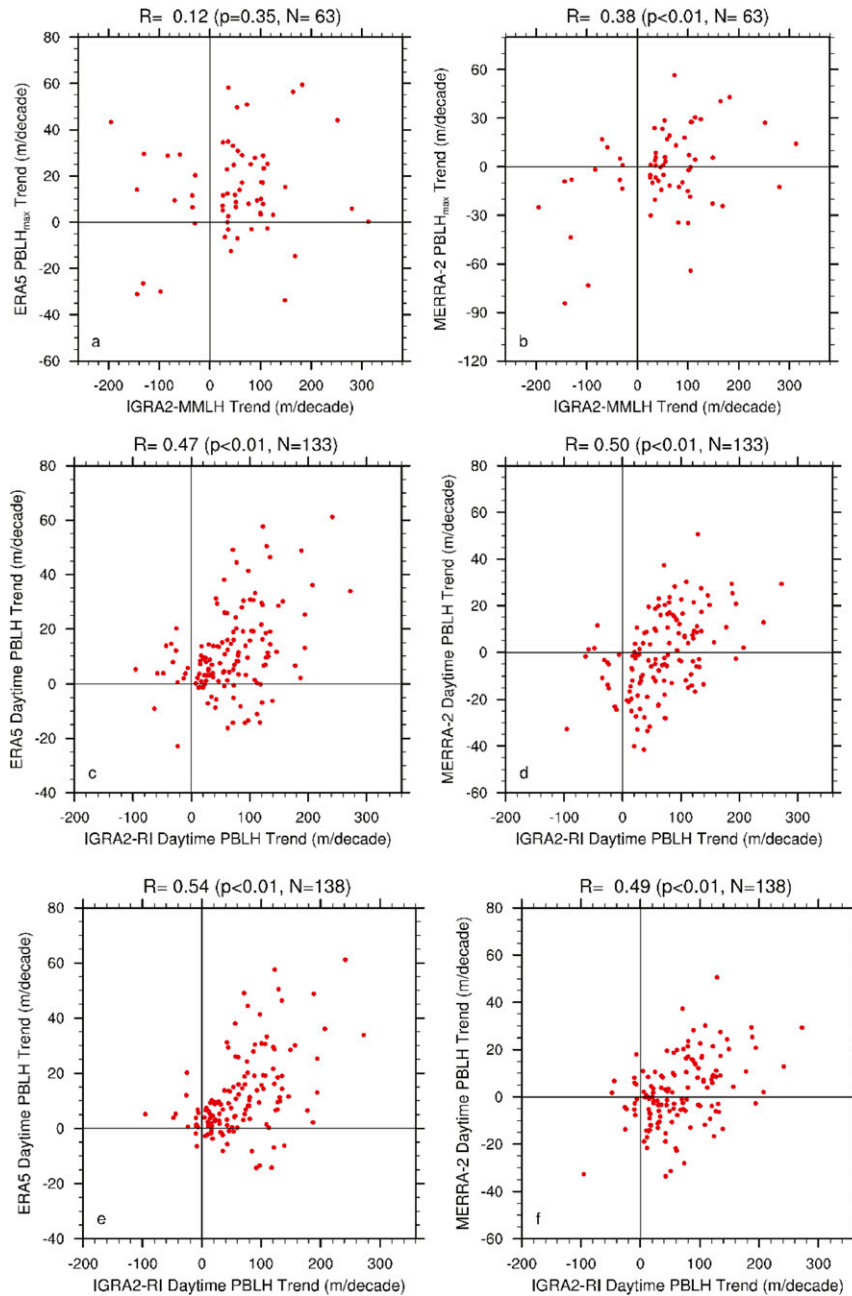 R= 0.12 (p=0.35, N= 63)
80
60
40
20
0
-20
-40
-60
ERA5 PBLHmax Trend (m/decade)
a
-200 -100 0 100 200 300
IGRA2-MMLH Trend (m/decade)
R= 0.38 (p<0.01, N= 63)
60
30
0
-30
-60
-90
-120
MERRA-2 PBLHmax Trend (m/decade)
b
-200 -100 0 100 200 300
IGRA2-MMLH Trend (m/decade)
R= 0.47 (p<0.01, N=133)
80
60
40
20
0
-20
-40
ERA5 Daytime PBLH Trend (m/decade)
c
-200 -100 0 100 200 300
IGRA2-RI Daytime PBLH Trend (m/decade)
R= 0.50 (p<0.01, N=133)
80
60
40
20
0
-20
-40
-60
MERRA-2 Daytime PBLH Trend (m/decade)
d
-200 -100 0 100 200 300
IGRA2-RI Daytime PBLH Trend (m/decade)
R= 0.54 (p<0.01, N=138)
80
60
40
20
0
-20
-40
ERA5 Daytime PBLH Trend (m/decade)
e
-200 -100 0 100 200 300
IGRA2-RI Daytime PBLH Trend (m/decade)
R= 0.49 (p<0.01, N=138)
80
60
40
20
0
-20
-40
-60
MERRA-2 Daytime PBLH Trend (m/decade)
f
-200 -100 0 100 200 300
IGRA2-RI Daytime PBLH Trend (m/decade)